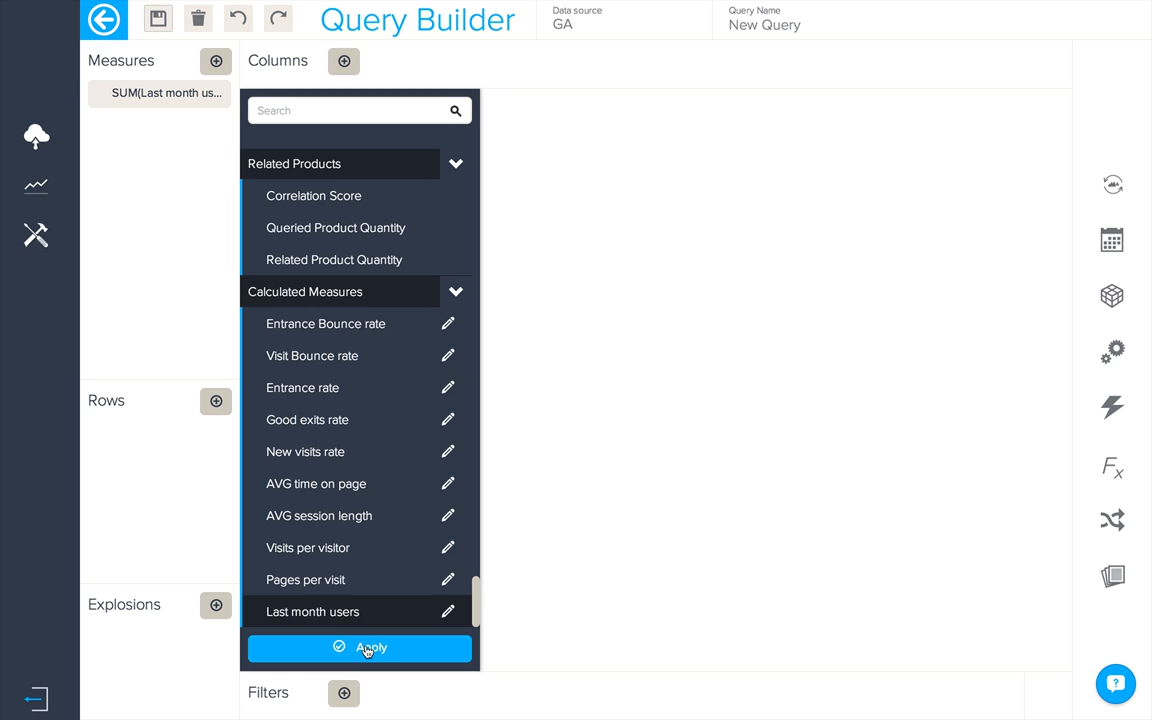 Query Builder
Data source
GA
Query Name
New Query
Measures
SUM(Last month us...
Columns
Search
Related Products
Correlation Score
Queried Product Quantity
Related Product Quantity
Calculated Measures
Entrance Bounce rate
Visit Bounce rate
Entrance rate
Good exits rate
New visits rate
AVG time on page
AVG session length
Visits per visitor
Pages per visit
Last month users
Apply
Rows
Explosions
Filters
Fx
?